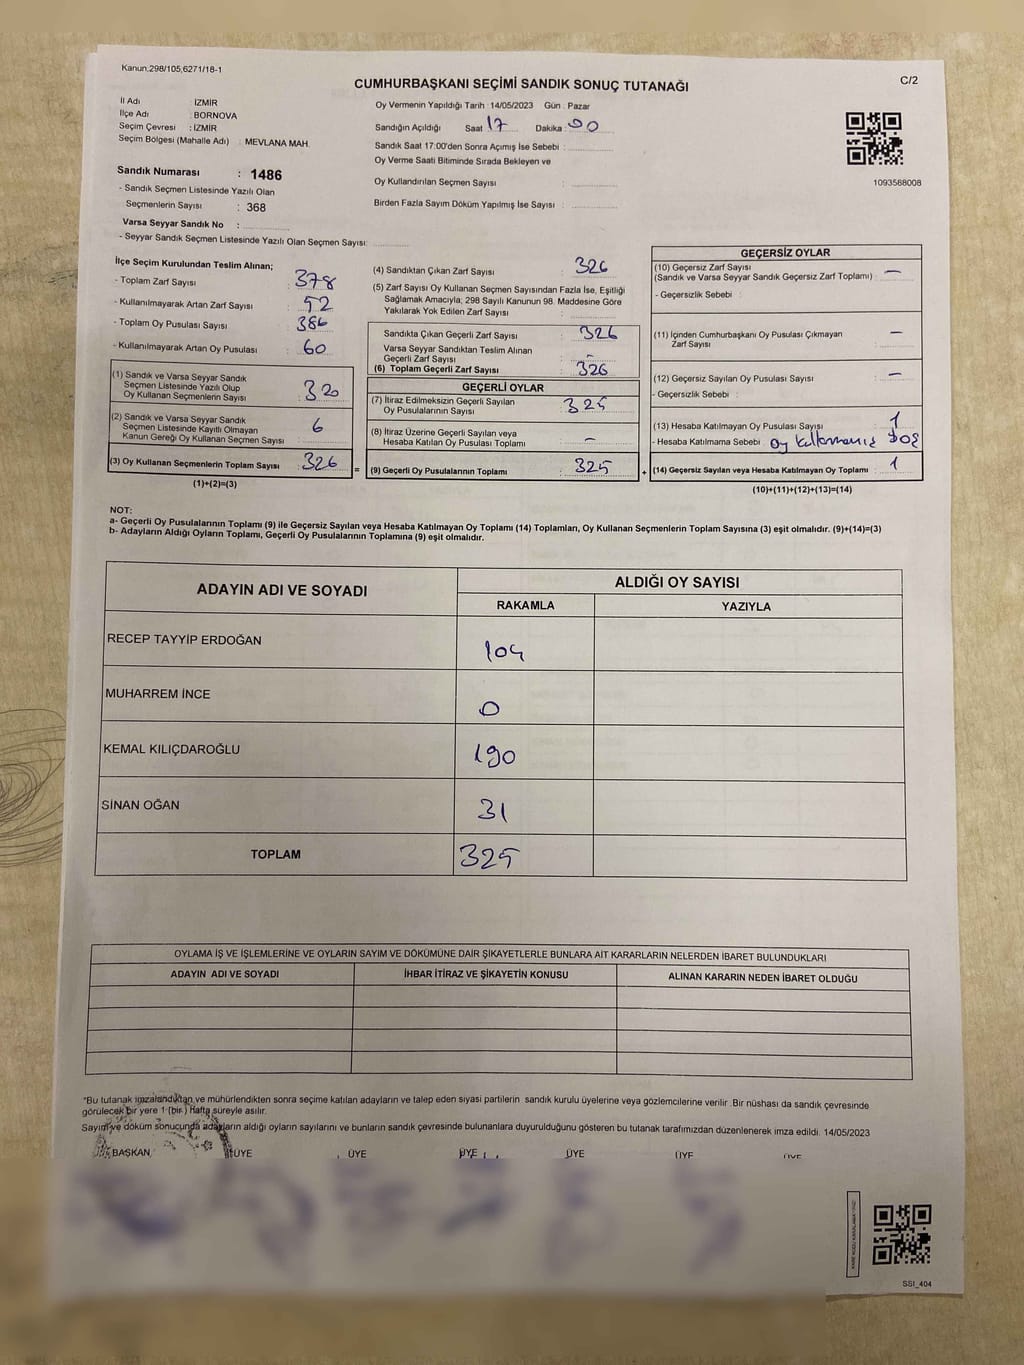 Kanun.298/105,6271/18-1
CUMHURBAŞKANI SEÇİMİ SANDIK SONUÇ TUTANAĞI
C/2
İl Adı : İZMİR
İlçe Adı : BORNOVA
Seçim Çevresi : İZMİR
Seçim Bölgesi (Mahalle Adı) : MEVLANA MAH.
Oy Vermenin Yapıldığı Tarih : 14/05/2023 Gün : Pazar
Sandığın Açıldığı Saat : 17 Dakika : 00
Sandık Saat 17:00'den Sonra Açımış İse Sebebi :
Oy Verme Saati Bitiminde Sırada Bekleyen ve
Oy Kullandırılan Seçmen Sayısı :
Birden Fazla Sayım Döküm Yapılmış İse Sayısı :
1093568008
Sandık Numarası : 1486
- Sandık Seçmen Listesinde Yazılı Olan
Seçmenlerin Sayısı : 368
Varsa Seyyar Sandık No :
- Seyyar Sandık Seçmen Listesinde Yazılı Olan Seçmen Sayısı:
İlçe Seçim Kurulundan Teslim Alınan;
- Toplam Zarf Sayısı : 378
- Kullanılmayarak Artan Zarf Sayısı : 52
- Toplam Oy Pusulası Sayısı : 386
- Kullanılmayarak Artan Oy Pusulası : 60
(1) Sandık ve Varsa Seyyar Sandık
Seçmen Listesinde Yazılı Olup
Oy Kullanan Seçmenlerin Sayısı : 320
(2) Sandık ve Varsa Seyyar Sandık
Seçmen Listesinde Kayıtlı Olmayan
Kanun Gereği Oy Kullanan Seçmen Sayısı : 6
(3) Oy Kullanan Seçmenlerin Toplam Sayısı : 326
(1)+(2)=(3)
(4) Sandıktan Çıkan Zarf Sayısı : 326
(5) Zarf Sayısı Oy Kullanan Seçmen Sayısından Fazla İse, Eşitliği
Sağlamak Amacıyla, 298 Sayılı Kanunun 98. Maddesine Göre
Yakılarak Yok Edilen Zarf Sayısı :
Sandıkta Çıkan Geçerli Zarf Sayısı : 326
Varsa Seyyar Sandıktan Teslim Alınan
Geçerli Zarf Sayısı : -
(6) Toplam Geçerli Zarf Sayısı : 326
GEÇERLİ OYLAR
(7) İtiraz Edilmeksizin Geçerli Sayılan
Oy Pusulalarının Sayısı : 325
(8) İtiraz Üzerine Geçerli Sayılan veya
Hesaba Katılan Oy Pusulası Toplamı : -
= (9) Geçerli Oy Pusulalarının Toplamı : 325 +
GEÇERSİZ OYLAR
(10) Geçersiz Zarf Sayısı
(Sandık ve Varsa Seyyar Sandık Geçersiz Zarf Toplamı) : -
- Geçersizlik Sebebi :
(11) İçinden Cumhurbaşkanı Oy Pusulası Çıkmayan
Zarf Sayısı : -
(12) Geçersiz Sayılan Oy Pusulası Sayısı : -
- Geçersizlik Sebebi :
(13) Hesaba Katılmayan Oy Pusulası Sayısı : 1
- Hesaba Katılmama Sebebi : oy kullanmamış boş
(14) Geçersiz Sayılan veya Hesaba Katılmayan Oy Toplamı : 1
(10)+(11)+(12)+(13)=(14)
NOT:
a- Geçerli Oy Pusulalarının Toplamı (9) ile Geçersiz Sayılan veya Hesaba Katılmayan Oy Toplamı (14) Toplamları, Oy Kullanan Seçmenlerin Toplam Sayısına (3) eşit olmalıdır. (9)+(14)=(3)
b- Adayların Aldığı Oyların Toplamı, Geçerli Oy Pusulalarının Toplamına (9) eşit olmalıdır.
ADAYIN ADI VE SOYADI ALDIĞI OY SAYISI
RAKAMLA YAZIYLA
RECEP TAYYİP ERDOĞAN 104
MUHARREM İNCE 0
KEMAL KILIÇDAROĞLU 190
SİNAN OĞAN 31
TOPLAM 325
OYLAMA İŞ VE İŞLEMLERİNE VE OYLARIN SAYIM VE DÖKÜMÜNE DAİR ŞİKAYETLERLE BUNLARA AİT KARARLARIN NELERDEN İBARET BULUNDUKLARI
ADAYIN ADI VE SOYADI İHBAR İTİRAZ VE ŞİKAYETİN KONUSU ALINAN KARARIN NEDEN İBARET OLDUĞU
*Bu tutanak imzalandıktan ve mühürlendikten sonra seçime katılan adayların ve talep eden siyasi partilerin sandık kurulu üyelerine veya gözlemcilerine verilir. Bir nüshası da sandık çevresinde
görülecek bir yere 1 (bir ) Hafta süreyle asılır.
Sayım ve döküm sonucunda adayların aldığı oyların sayılarını ve bunların sandık çevresinde bulunanlara duyurulduğunu gösteren bu tutanak tarafımızdan düzenlenerek imza edildi. 14/05/2023
BAŞKAN ÜYE ÜYE ÜYE ÜYE ÜYE ÜYE
SSI_404